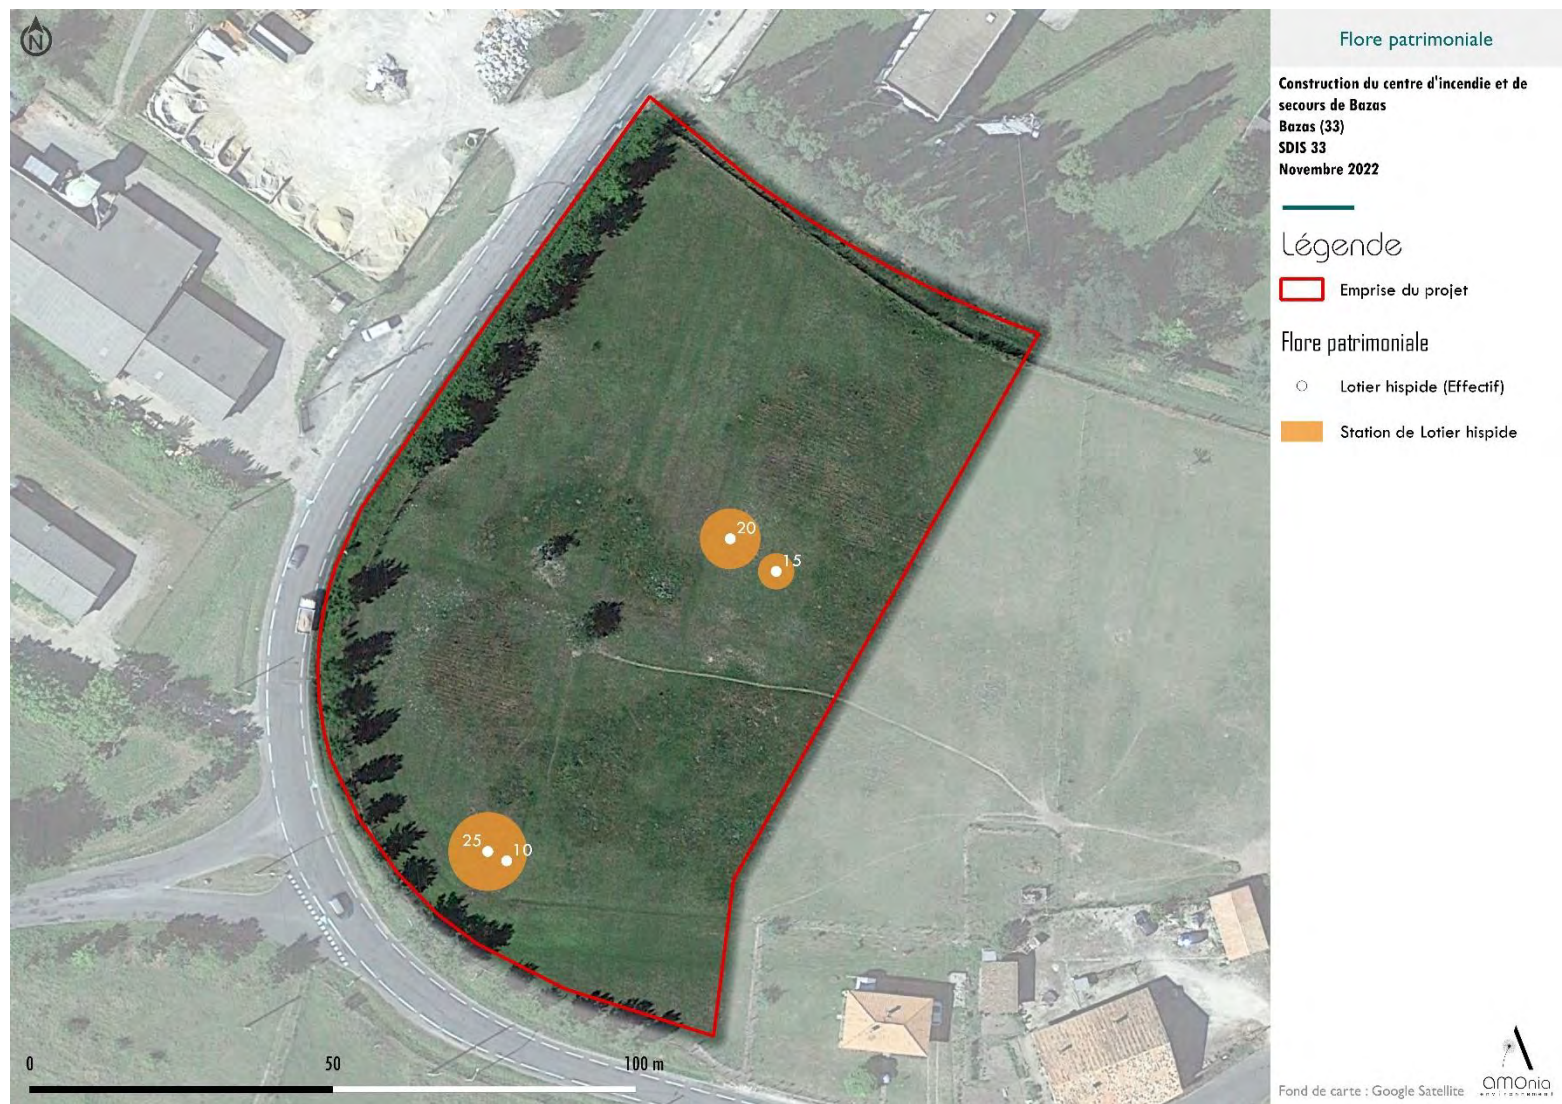 N
Flore patrimoniale
Construction du centre d'incendie et de
secours de Bazas
Bazas (33)
SDIS 33
Novembre 2022
Légende
Emprise du projet
Flore patrimoniale
Lotier hispide (Effectif)
Station de Lotier hispide
20
15
25
10
0
50
100 m
Fond de carte : Google Satellite
amonia
environnement